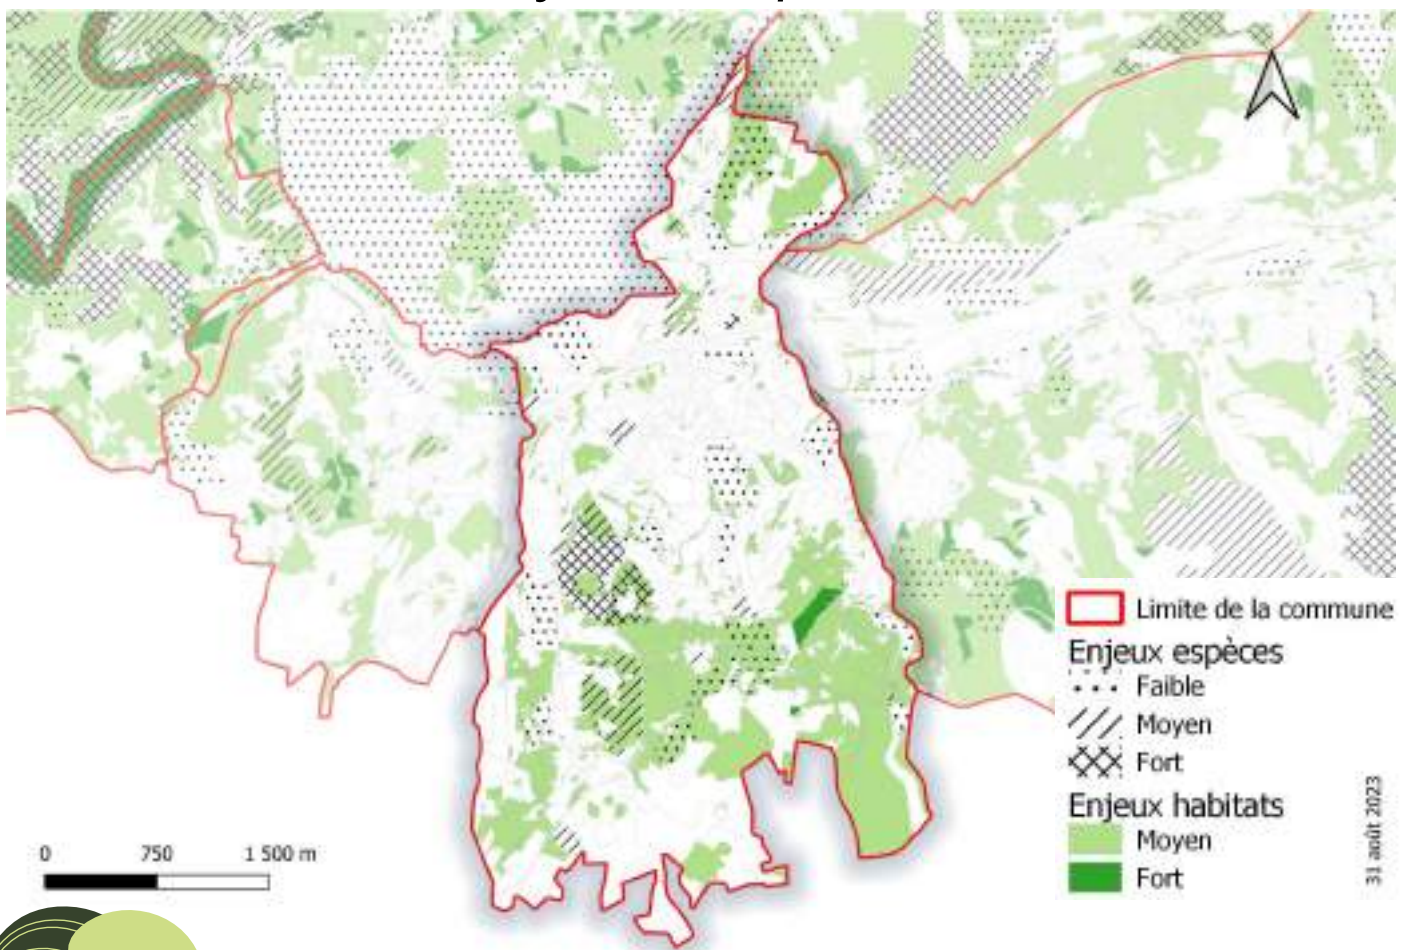 Limite de la commune
Enjeux espèces
Faible
Moyen
Fort
Enjeux habitats
Moyen
Fort
31 août 2023
0 750 1 500 m